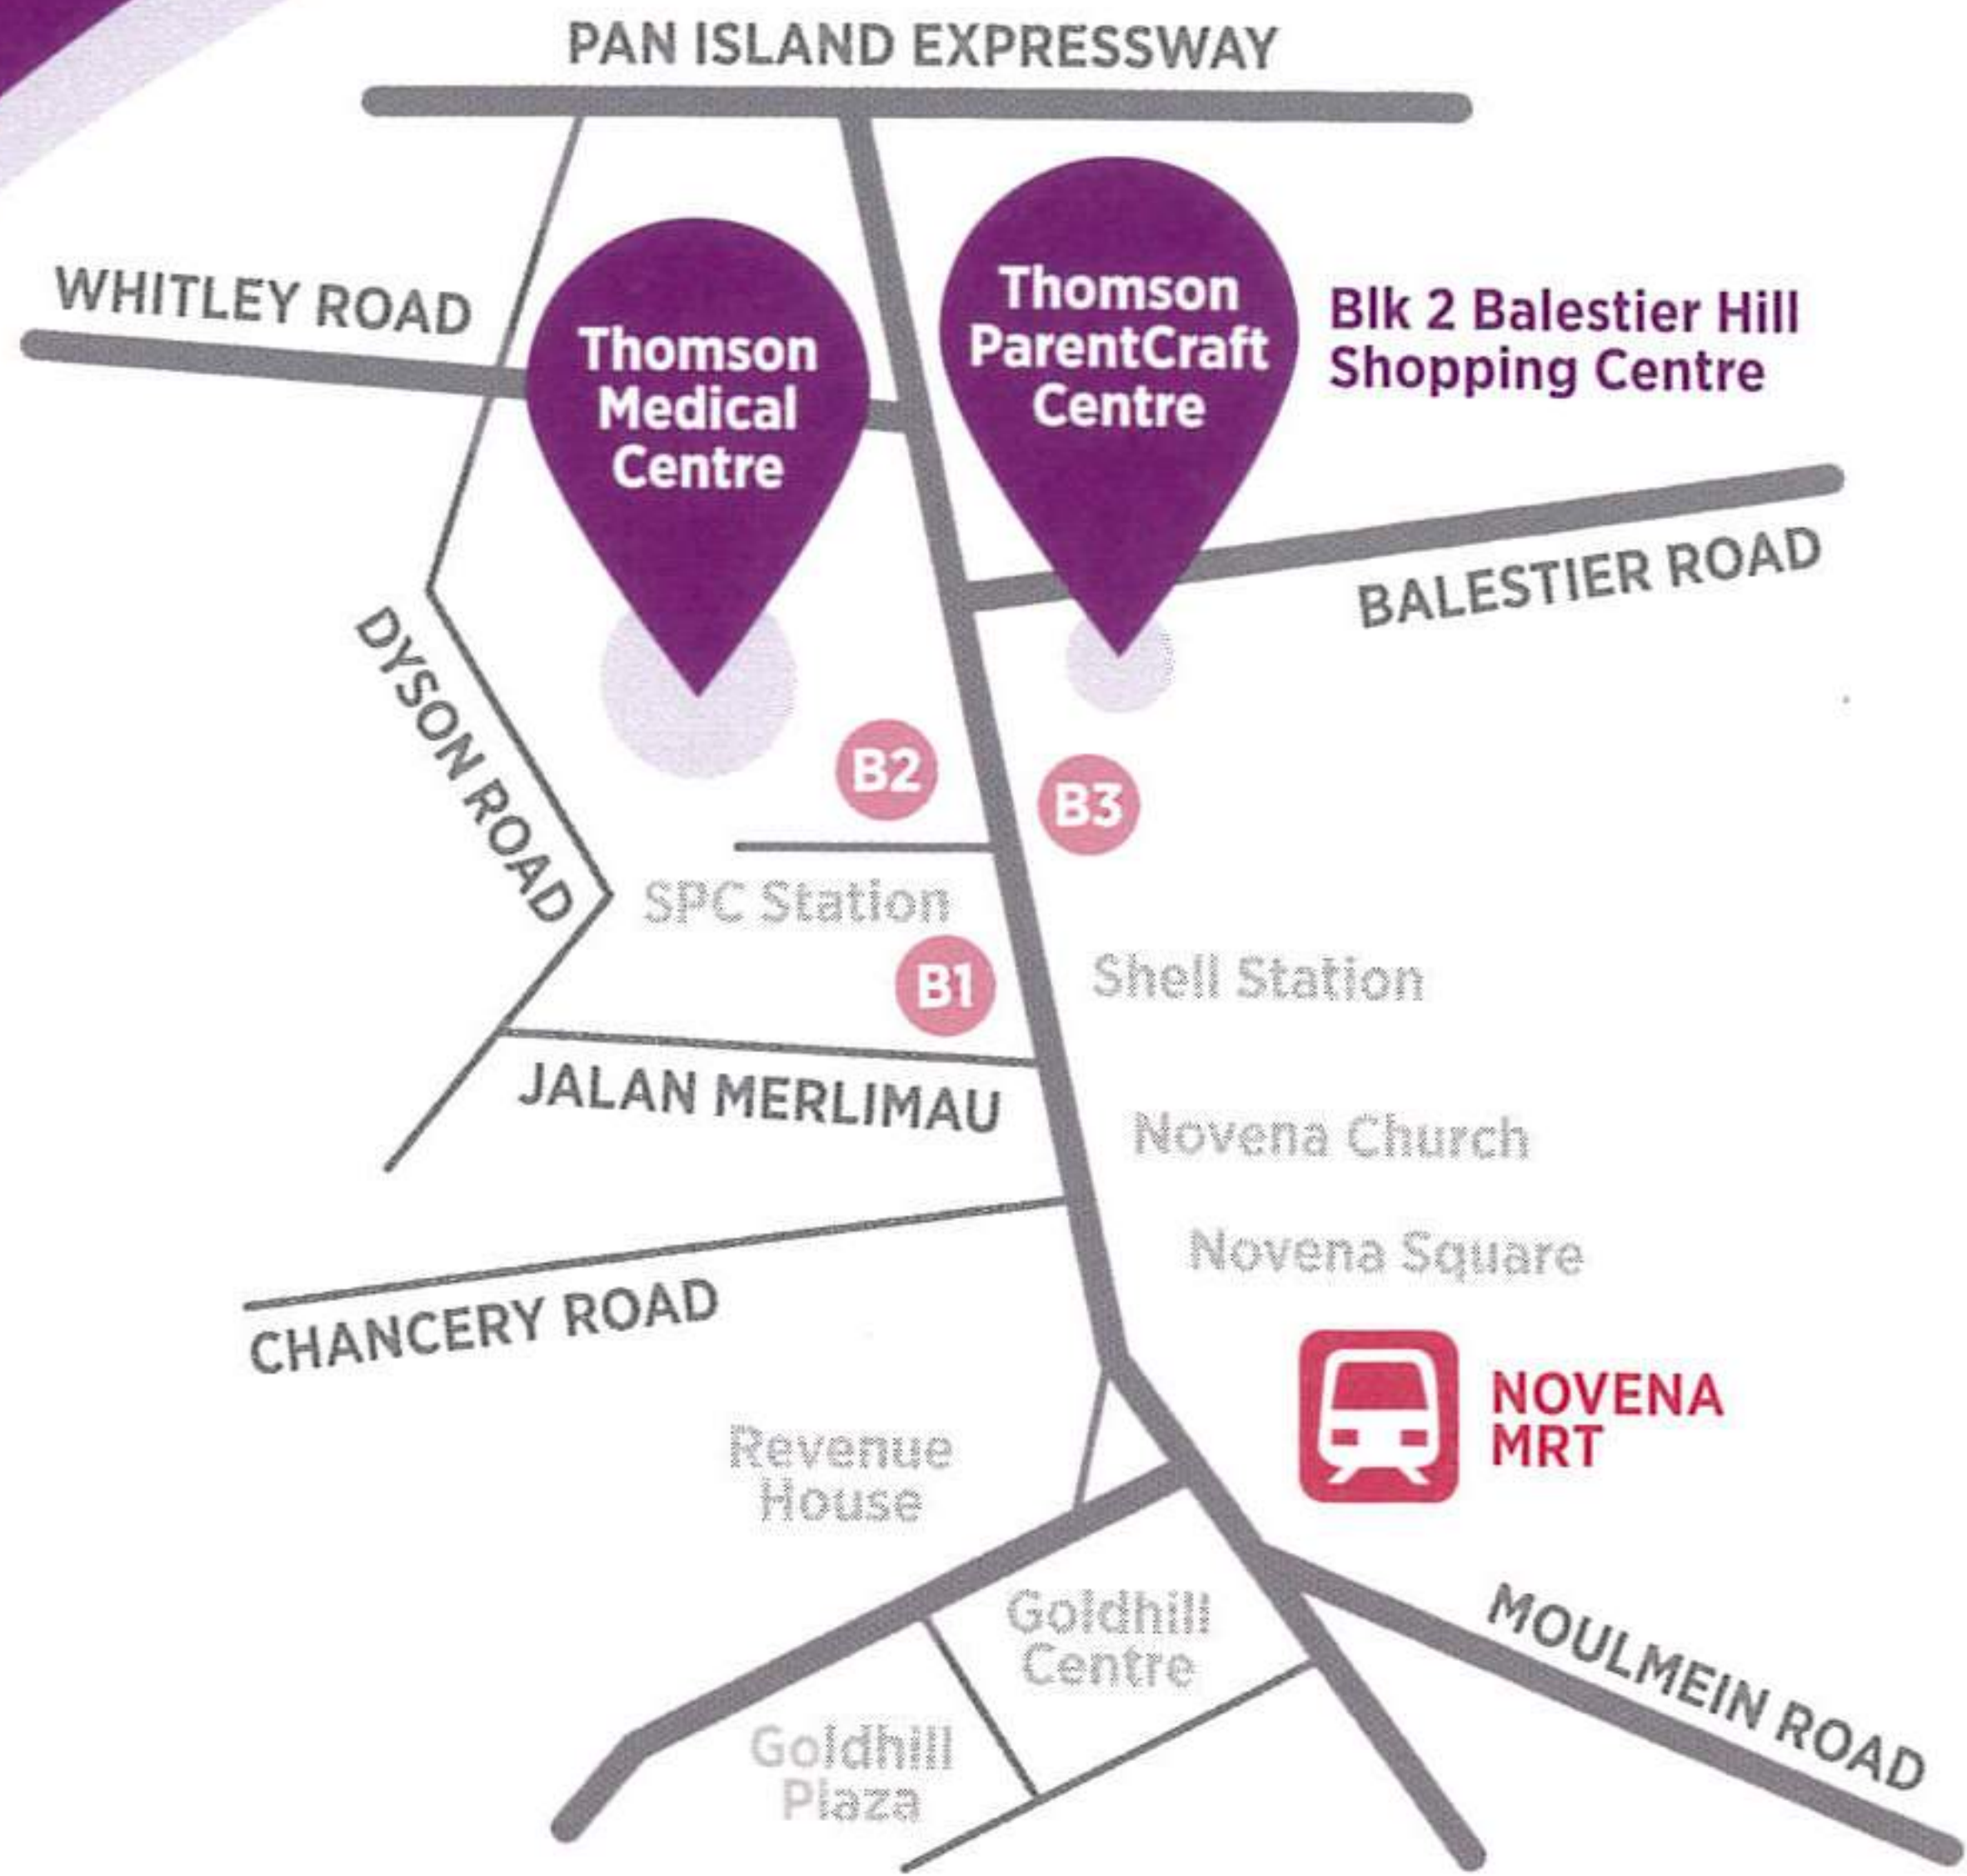 PAN ISLAND EXPRESSWAY
WHITLEY ROAD
Thomson
Medical
Centre
Thomson
ParentCraft
Centre
Blk 2 Balestier Hill
Shopping Centre
BALESTIER ROAD
DYSON ROAD
B2
B3
SPC Station
B1
Shell Station
JALAN MERLIMAU
Novena Church
Novena Square
CHANCERY ROAD
NOVENA
MRT
Revenue
House
Goldhill
Centre
MOULMEIN ROAD
Goldhill
Plaza